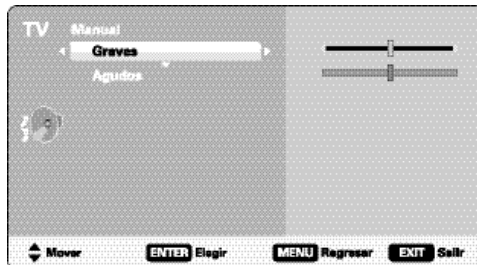 TV
Manual
Graves
Agudos
Mover ENTER Elegir MENU Regresar EXIT Salir